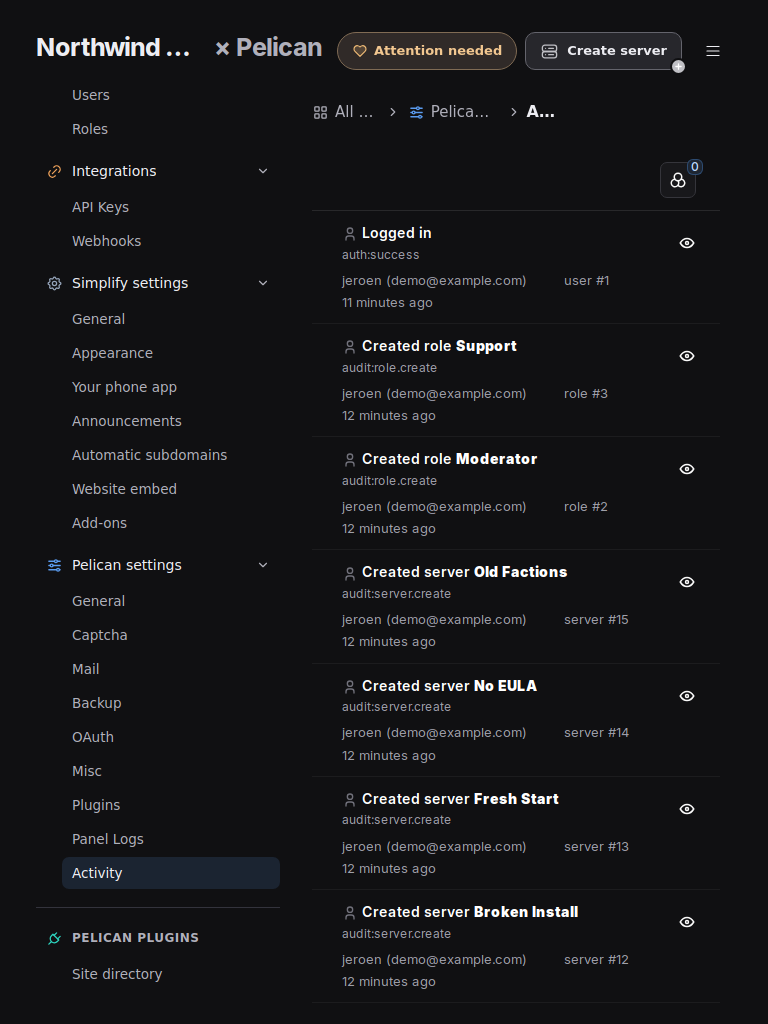 Northwind ... × Pelican
Attention needed
Create server
Users
Roles
Integrations
API Keys
Webhooks
Simplify settings
General
Appearance
Your phone app
Announcements
Automatic subdomains
Website embed
Add-ons
Pelican settings
General
Captcha
Mail
Backup
OAuth
Misc
Plugins
Panel Logs
Activity
PELICAN PLUGINS
Site directory
All ... > Pelica... > A...
0
Logged in
auth:success
jeroen (demo@example.com) user #1
11 minutes ago
Created role Support
audit:role.create
jeroen (demo@example.com) role #3
12 minutes ago
Created role Moderator
audit:role.create
jeroen (demo@example.com) role #2
12 minutes ago
Created server Old Factions
audit:server.create
jeroen (demo@example.com) server #15
12 minutes ago
Created server No EULA
audit:server.create
jeroen (demo@example.com) server #14
12 minutes ago
Created server Fresh Start
audit:server.create
jeroen (demo@example.com) server #13
12 minutes ago
Created server Broken Install
audit:server.create
jeroen (demo@example.com) server #12
12 minutes ago